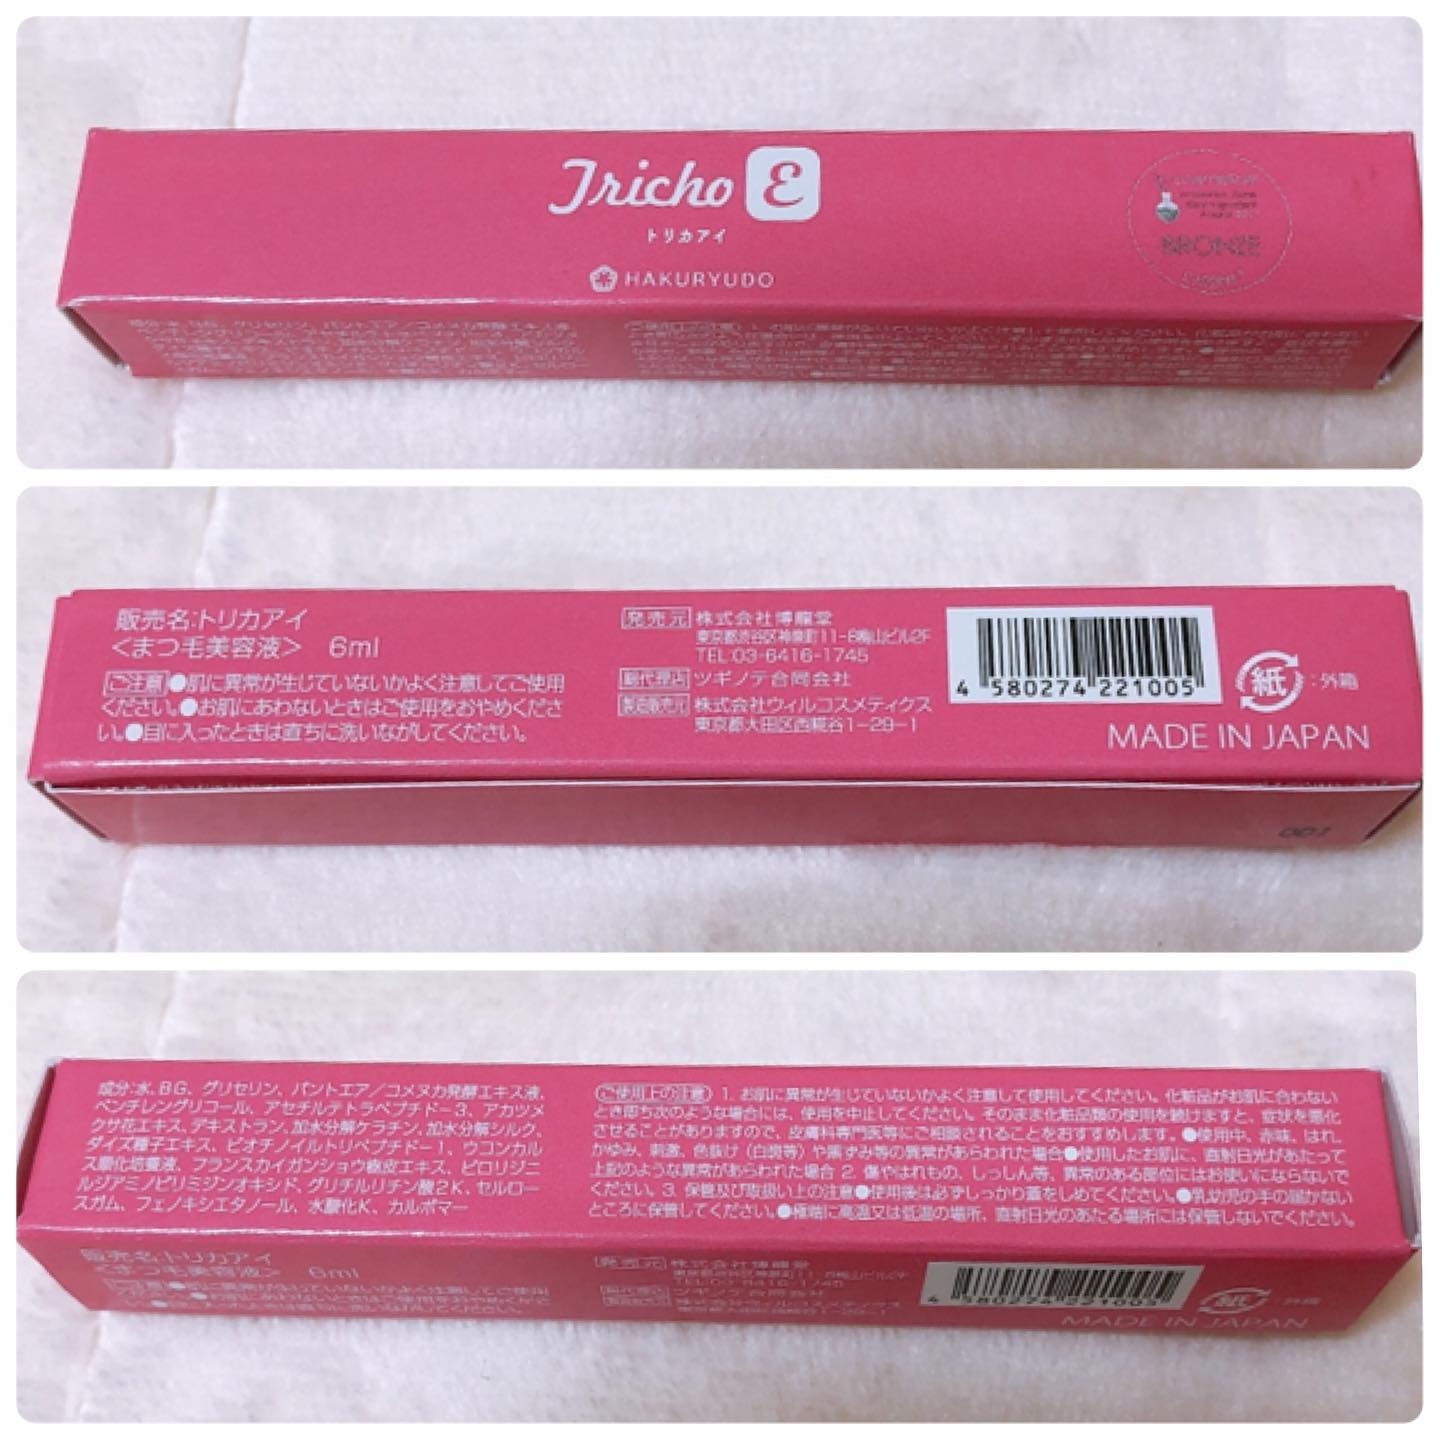 Tricho E
トリカアイ
HAKURYUDO
BRONZE
販売名:トリカアイ
<まつ毛美容液> 6ml
ご注意 ●肌に異常が生じていないかよく注意してご使用
ください。●お肌にあわないときはご使用をおやめくださ
い。●目に入ったときは直ちに洗いながしてください。
発売元 株式会社博龍堂
東京都渋谷区神泉町11-8梅山ビル2F
TEL:03-6416-1745
副代理店 ツギノテ合同会社
製造販売元 株式会社ウィルコスメティクス
東京都大田区西糀谷1-29-1
4 580274 221005
紙 :外箱
MADE IN JAPAN
成分:水、BG、グリセリン、パントエア/コメヌカ発酵エキス液、
ペンチレングリコール、アセチルテトラペプチド-3、アカツメ
クサ花エキス、デキストラン、加水分解ケラチン、加水分解シルク、
ダイズ種子エキス、ビオチノイルトリペプチド-1、ウコンカル
ス順化培養液、フランスカイガンショウ樹皮エキス、ピロリジニ
ルジアミノピリミジンオキシド、グリチルリチン酸2K、セルロー
スガム、フェノキシエタノール、水酸化K、カルボマー
ご使用上の注意 1. お肌に異常が生じていないかよく注意して使用してください。化粧品がお肌に合わない
とき即ち次のような場合には、使用を中止してください。そのまま化粧品類の使用を続けますと、症状を悪化
させることがありますので、皮膚科専門医等にご相談されることをおすすめします。●使用中、赤味、はれ、
かゆみ、刺激、色抜け(白斑等)や黒ずみ等の異常があらわれた場合●使用したお肌に、直射日光があたって
上記のような異常があらわれた場合 2. 傷やはれもの、しっしん等、異常のある部位にはお使いにならないで
ください。3. 保管及び取扱い上の注意●使用後は必ずしっかり蓋をしめてください。●乳幼児の手の届かない
ところに保管してください。●極端に高温又は低温の場所、直射日光のあたる場所には保管しないでください。
販売名:トリカアイ
<まつ毛美容液> 6ml
発売元 株式会社博龍堂
TEL:03-6416-1745
ツギノテ合同会社
4 580274 221005
紙 :外箱
MADE IN JAPAN